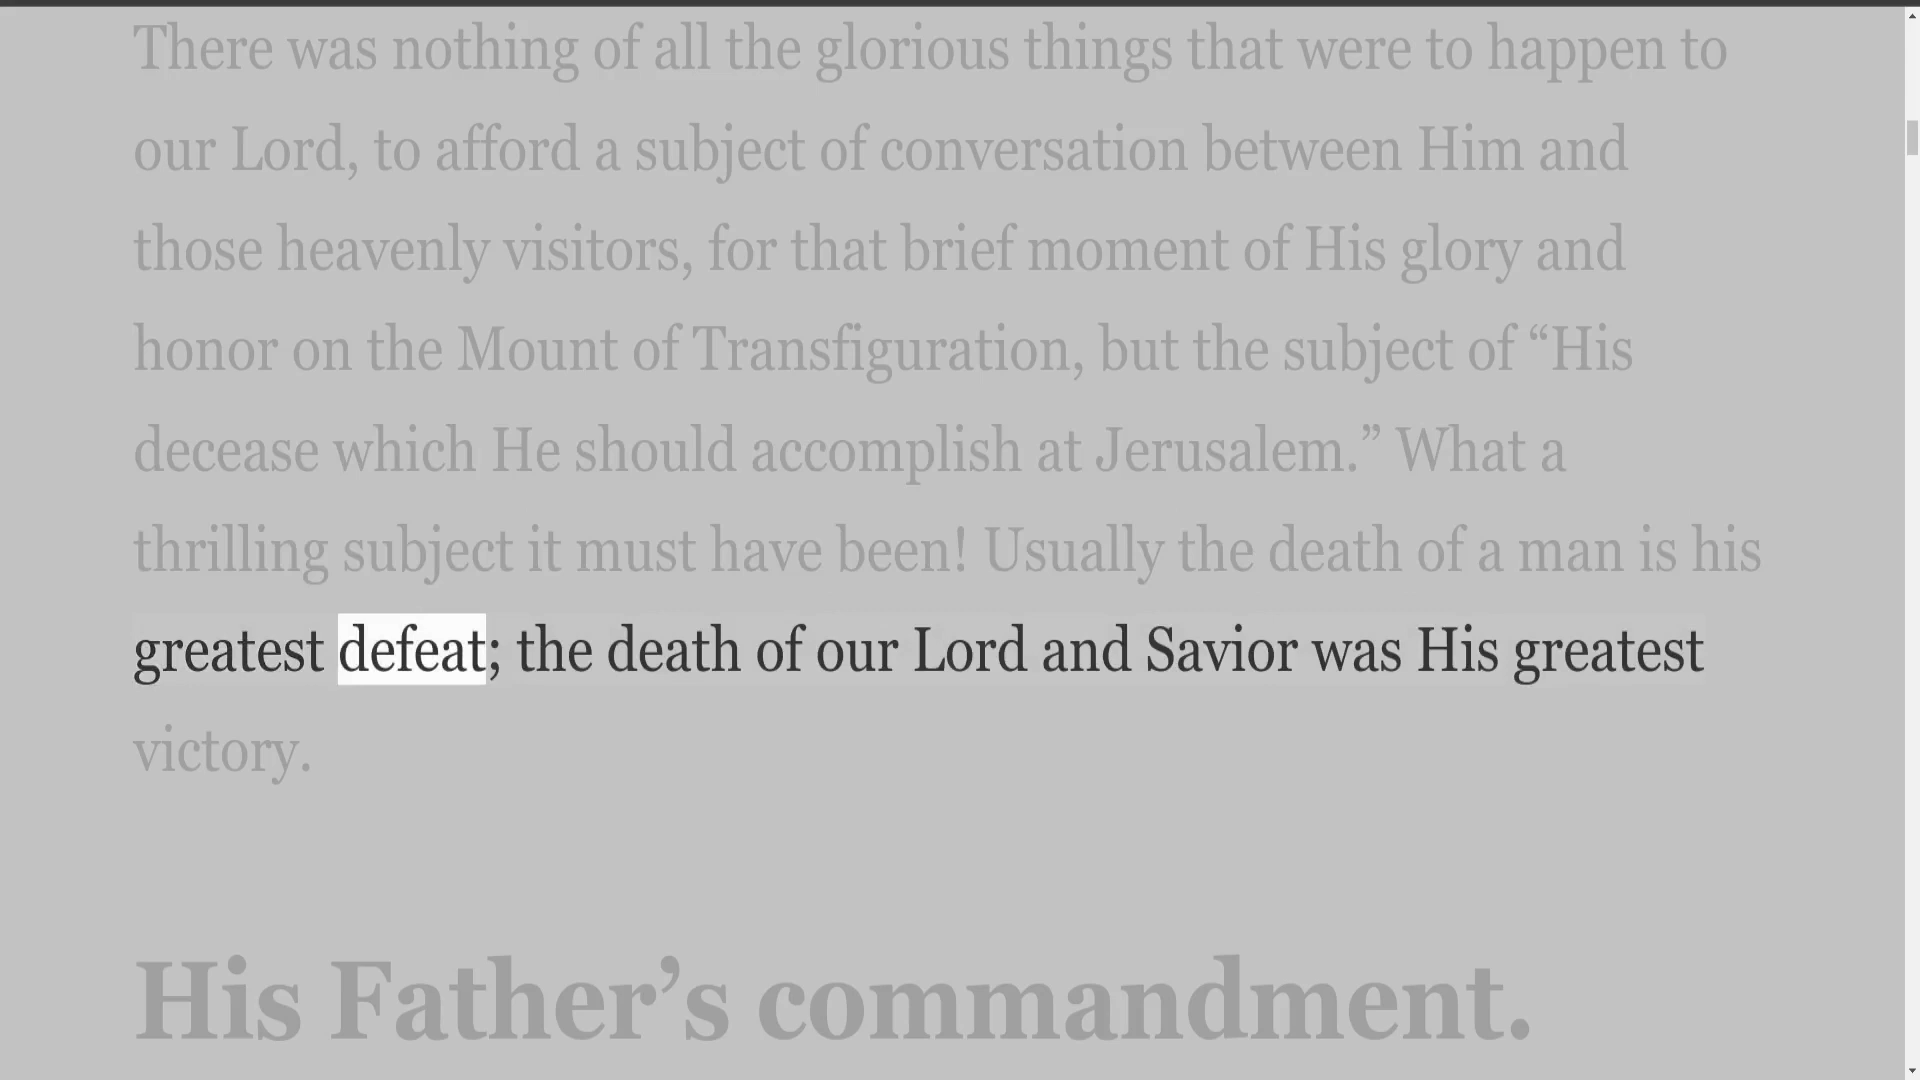 There was nothing of all the glorious things that were to happen to
our Lord, to afford a subject of conversation between Him and
those heavenly visitors, for that brief moment of His glory and
honor on the Mount of Transfiguration, but the subject of “His
decease which He should accomplish at Jerusalem.” What a
thrilling subject it must have been! Usually the death of a man is his
greatest defeat; the death of our Lord and Savior was His greatest
victory.
His Father’s commandment.